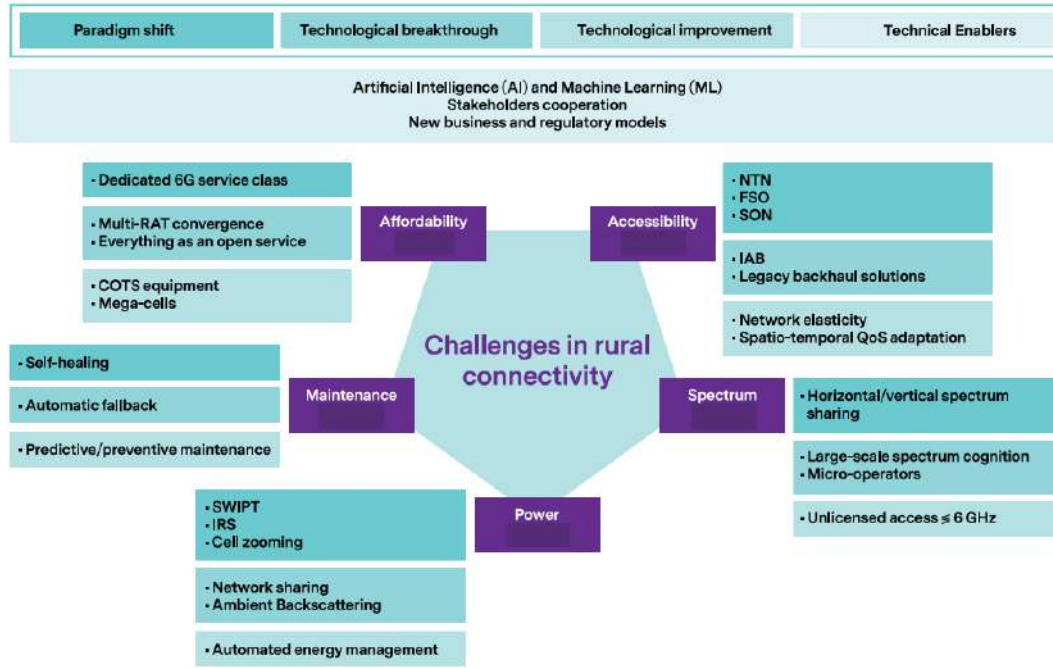 Paradigm shift
Technological breakthrough
Technological improvement
Technical Enablers
Artificial Intelligence (AI) and Machine Learning (ML)
Stakeholders cooperation
New business and regulatory models
• Dedicated 6G service class
• Multi-RAT convergence
• Everything as an open service
• COTS equipment
• Mega-cells
Affordability
Accessibility
• NTN
• FSO
• SON
• IAB
• Legacy backhaul solutions
• Network elasticity
• Spatio-temporal QoS adaptation
Challenges in rural
connectivity
• Self-healing
• Automatic fallback
• Predictive/preventive maintenance
Maintenance
Spectrum
• Horizontal/vertical spectrum
sharing
• Large-scale spectrum cognition
• Micro-operators
• Unlicensed access ≤ 6 GHz
• SWIPT
• IRS
• Cell zooming
• Network sharing
• Ambient Backscattering
• Automated energy management
Power